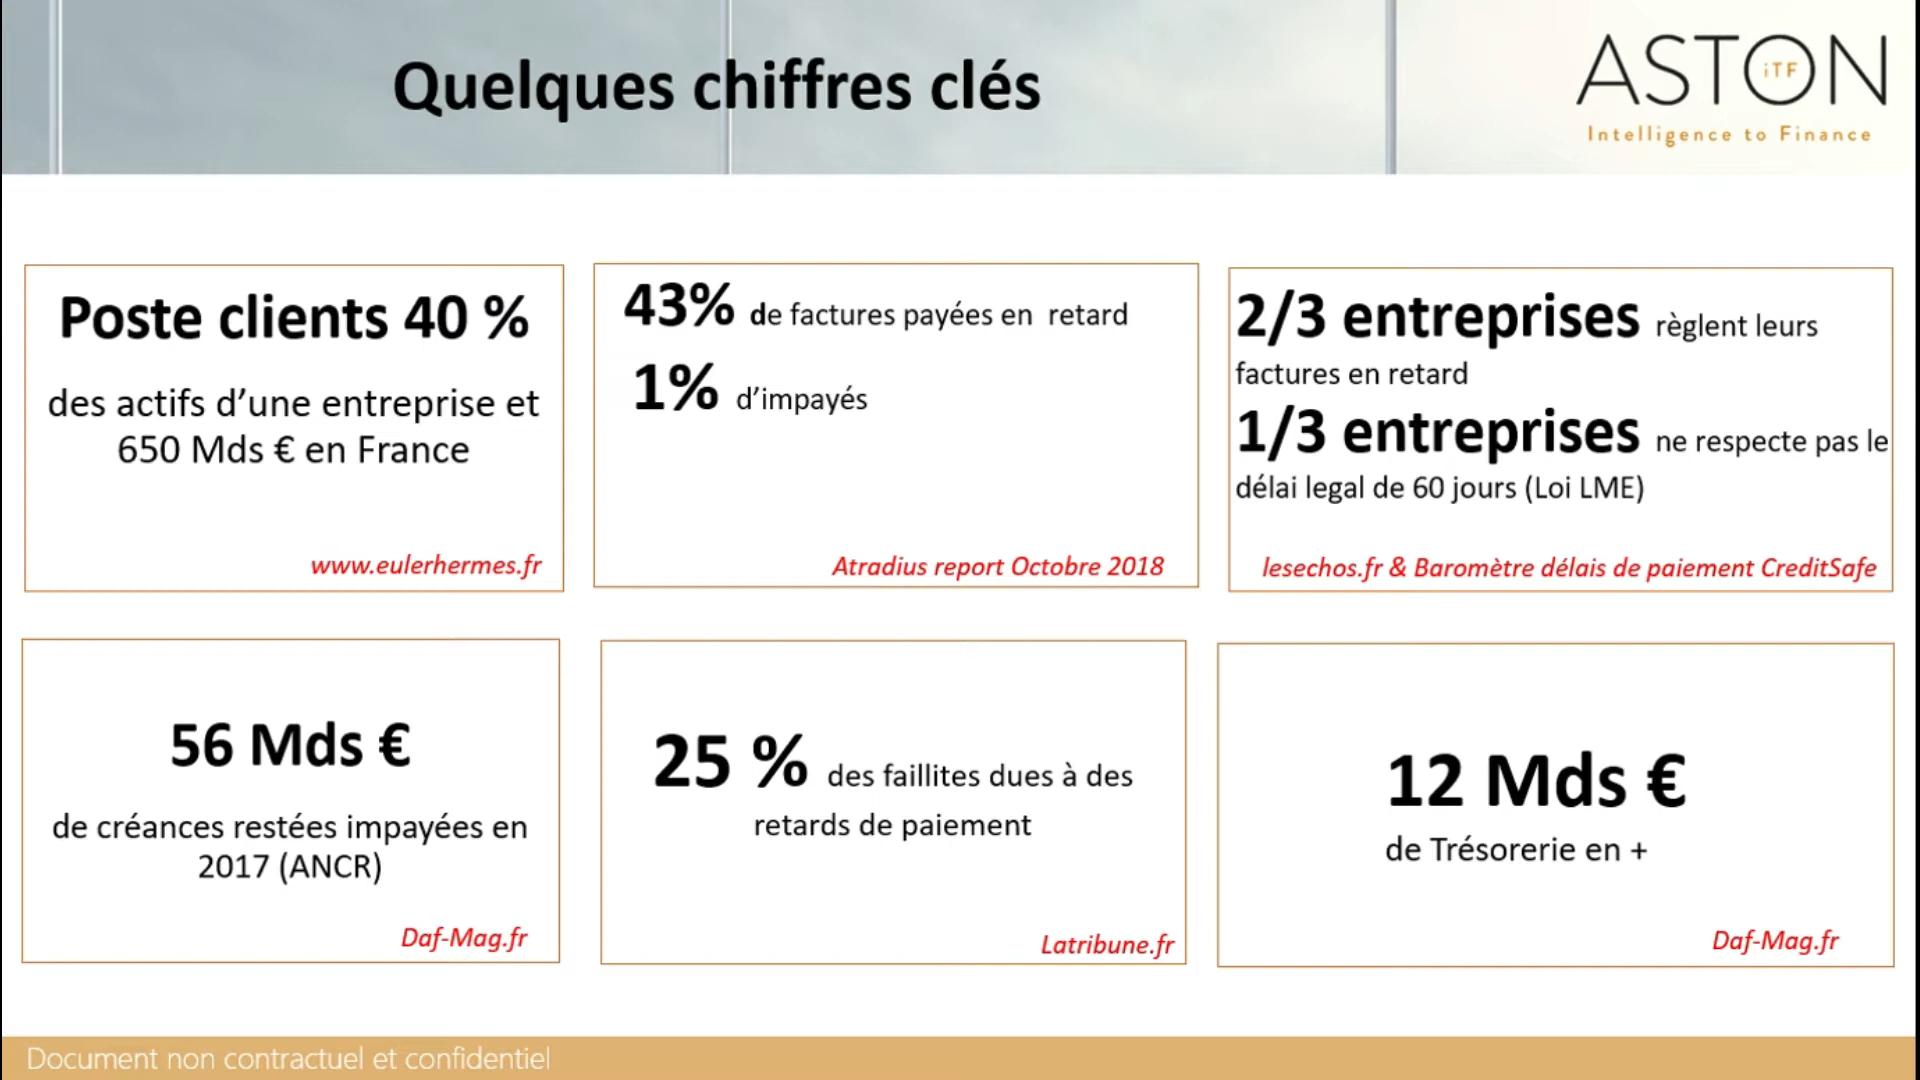 Quelques chiffres clés
ASTON
iTF
Intelligence to Finance
Poste clients 40 %
des actifs d’une entreprise et
650 Mds € en France
www.eulerhermes.fr
43% de factures payées en retard
1% d’impayés
Atradius report Octobre 2018
2/3 entreprises règlent leurs
factures en retard
1/3 entreprises ne respecte pas le
délai legal de 60 jours (Loi LME)
lesechos.fr & Baromètre délais de paiement CreditSafe
56 Mds €
de créances restées impayées en
2017 (ANCR)
Daf-Mag.fr
25 % des faillites dues à des
retards de paiement
Latribune.fr
12 Mds €
de Trésorerie en +
Daf-Mag.fr
Document non contractuel et confidentiel